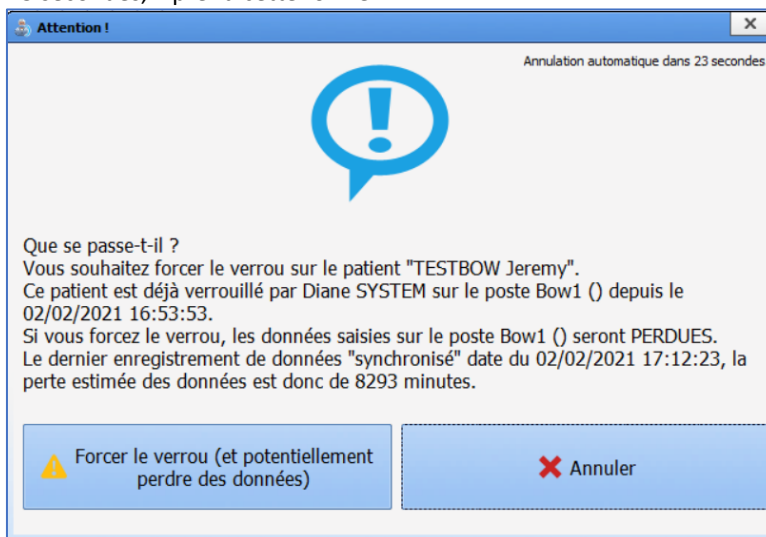 Attention !
Annulation automatique dans 23 secondes
Que se passe-t-il ?
Vous souhaitez forcer le verrou sur le patient "TESTBOW Jeremy".
Ce patient est déjà verrouillé par Diane SYSTEM sur le poste Bow1 () depuis le
02/02/2021 16:53:53.
Si vous forcez le verrou, les données saisies sur le poste Bow1 () seront PERDUES.
Le dernier enregistrement de données "synchronisé" date du 02/02/2021 17:12:23, la
perte estimée des données est donc de 8293 minutes.
Forcer le verrou (et potentiellement
perdre des données)
Annuler